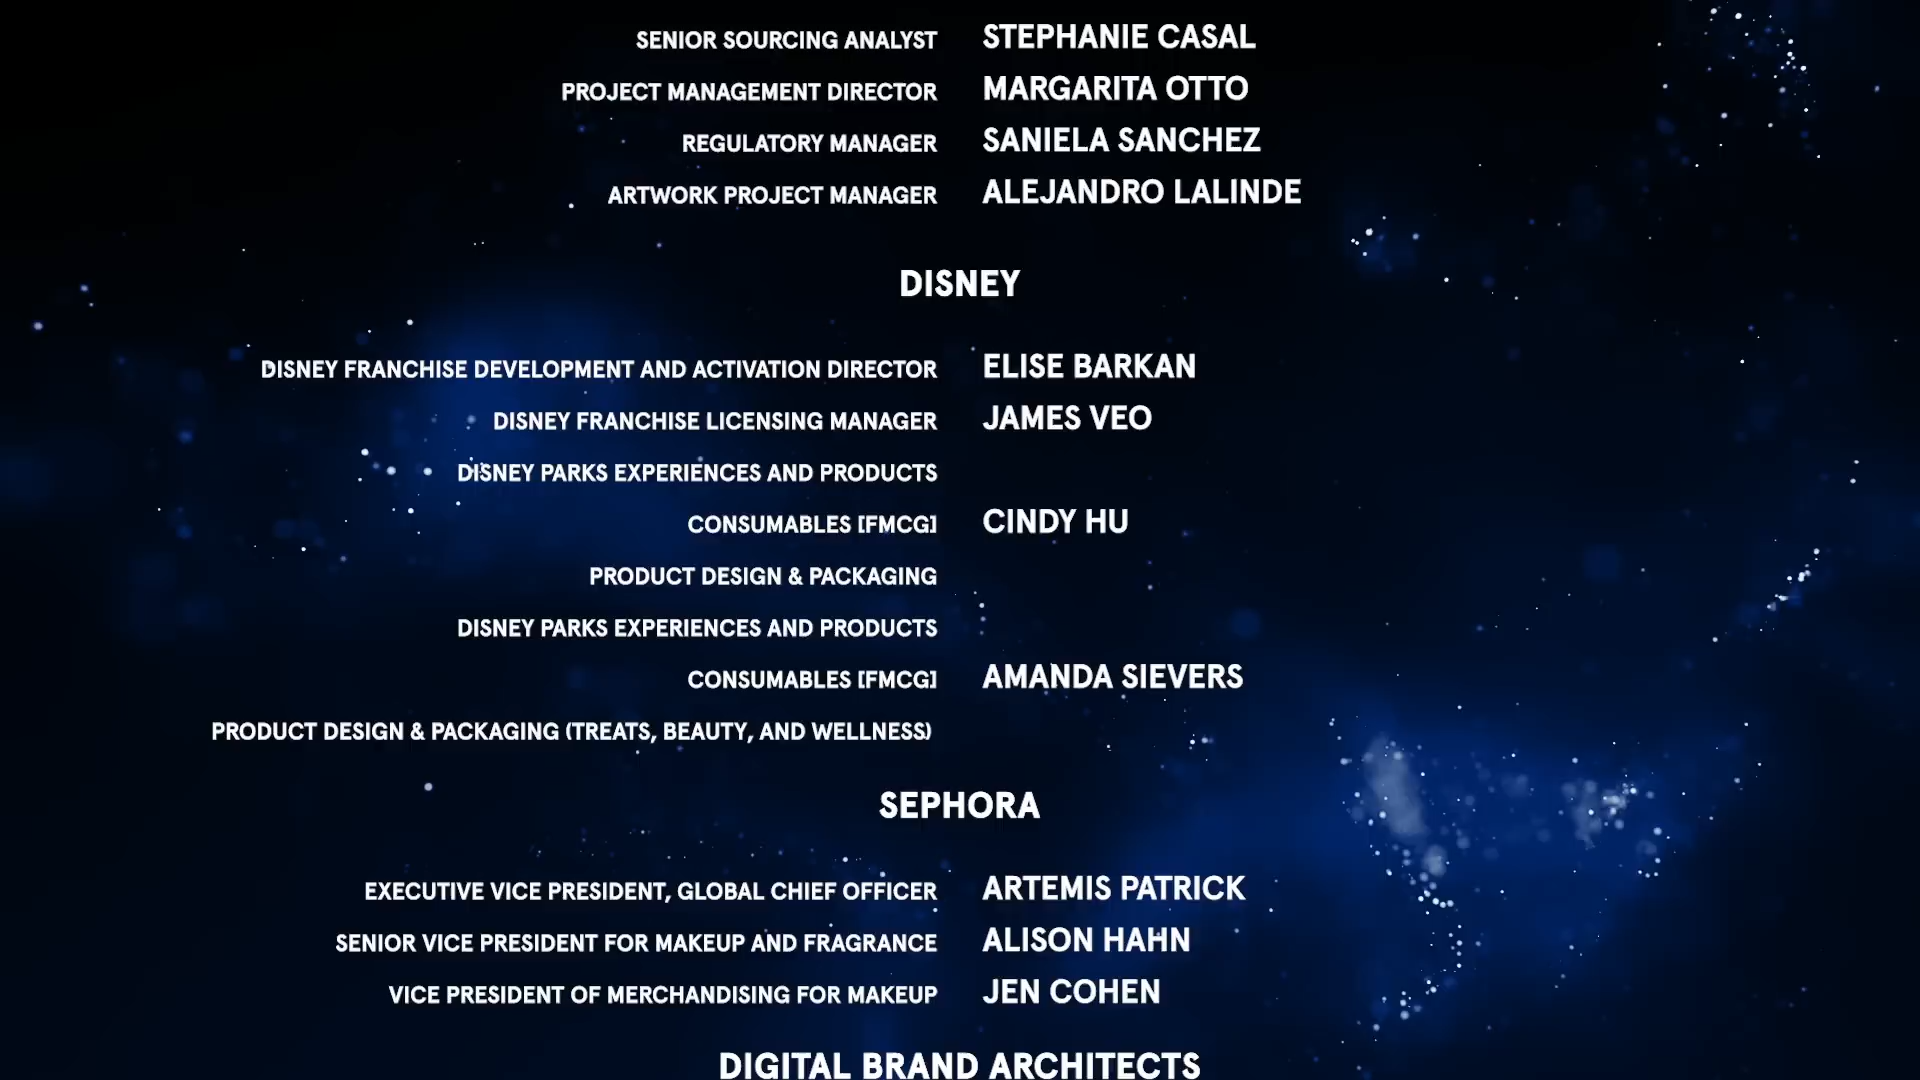 SENIOR SOURCING ANALYST STEPHANIE CASAL
PROJECT MANAGEMENT DIRECTOR MARGARITA OTTO
REGULATORY MANAGER SANIELA SANCHEZ
ARTWORK PROJECT MANAGER ALEJANDRO LALINDE
DISNEY
DISNEY FRANCHISE DEVELOPMENT AND ACTIVATION DIRECTOR ELISE BARKAN
DISNEY FRANCHISE LICENSING MANAGER JAMES VEO
DISNEY PARKS EXPERIENCES AND PRODUCTS
CONSUMABLES [FMCG] CINDY HU
PRODUCT DESIGN & PACKAGING
DISNEY PARKS EXPERIENCES AND PRODUCTS
CONSUMABLES [FMCG] AMANDA SIEVERS
PRODUCT DESIGN & PACKAGING (TREATS, BEAUTY, AND WELLNESS)
SEPHORA
EXECUTIVE VICE PRESIDENT, GLOBAL CHIEF OFFICER ARTEMIS PATRICK
SENIOR VICE PRESIDENT FOR MAKEUP AND FRAGRANCE ALISON HAHN
VICE PRESIDENT OF MERCHANDISING FOR MAKEUP JEN COHEN
DIGITAL BRAND ARCHITECTS